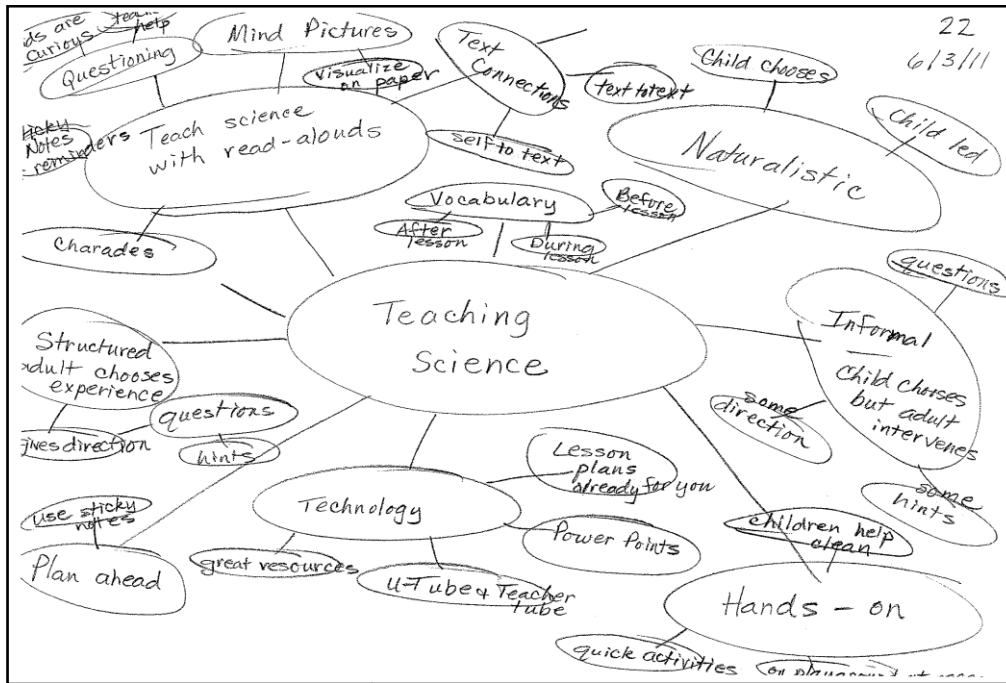 22
6/3/11
are
curious
help
Questioning
Mind Pictures
visualize
on paper
Text
Connections
text to text
self to text
Notes
reminders
Teach science
with read-alouds
Charades
Child chooses
Child led
Naturalistic
Vocabulary
Before
lesson
After
lesson
During
lesson
Teaching
Science
questions
Informal
Child chooses
but adult
intervenes
some
direction
some
hints
Structured
adult chooses
experience
direction
questions
hints
Technology
Lesson
plans
already for you
Power Points
great resources
u-Tube & Teacher
tube
use sticky
notes
Plan ahead
children help
clean
Hands - on
quick activities
on